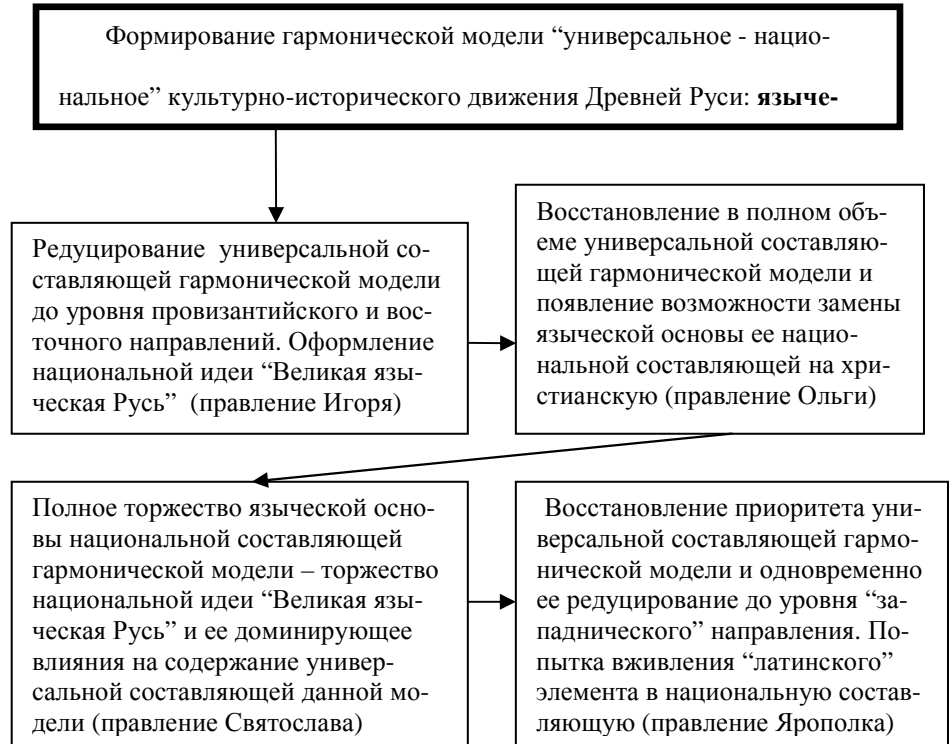 Формирование гармонической модели “универсальное - нацио-
нальное” культурно-исторического движения Древней Руси: языче-
Редуцирование универсальной со-
ставляющей гармонической модели
до уровня провизантийского и вос-
точного направлений. Оформление
национальной идеи “Великая язы-
ческая Русь” (правление Игоря)
Восстановление в полном объ-
еме универсальной составляю-
щей гармонической модели и
появление возможности замены
языческой основы ее нацио-
нальной составляющей на хри-
стианскую (правление Ольги)
Полное торжество языческой осно-
вы национальной составляющей
гармонической модели – торжество
национальной идеи “Великая язы-
ческая Русь” и ее доминирующее
влияния на содержание универ-
сальной составляющей данной мо-
дели (правление Святослава)
Восстановление приоритета уни-
версальной составляющей гармо-
нической модели и одновременно
ее редуцирование до уровня “за-
паднического” направления. По-
пытка вживления “латинского”
элемента в национальную состав-
ляющую (правление Ярополка)